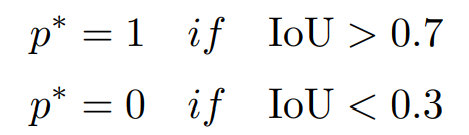 p* = 1 if IoU > 0.7
p* = 0 if IoU < 0.3